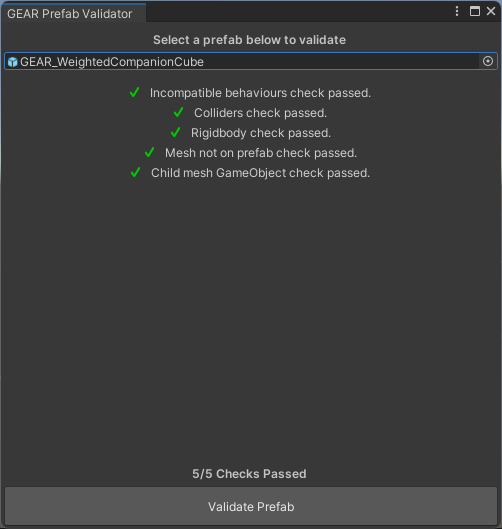 GEAR Prefab Validator
Select a prefab below to validate
GEAR_WeightedCompanionCube
Incompatible behaviours check passed.
Colliders check passed.
Rigidbody check passed.
Mesh not on prefab check passed.
Child mesh GameObject check passed.
5/5 Checks Passed
Validate Prefab